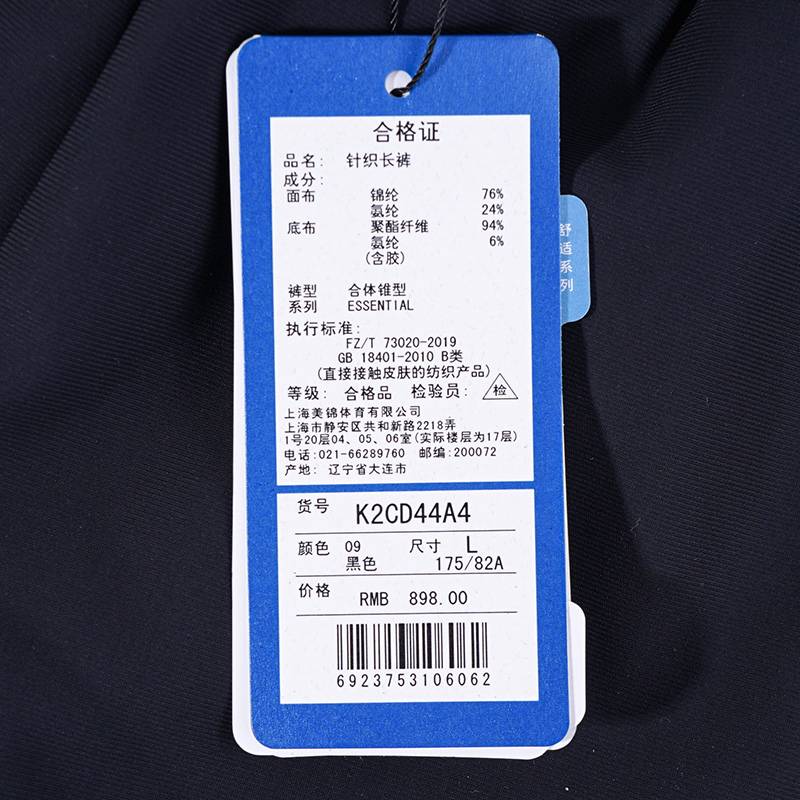 合格证
品名: 针织长裤
成分:
面布 锦纶 76%
氨纶 24%
底布 聚酯纤维 94%
氨纶 6%
(含胶)
裤型 合体锥型
系列 ESSENTIAL
执行标准:
FZ/T 73020-2019
GB 18401-2010 B类
(直接接触皮肤的纺织产品)
等级: 合格品 检验员: 检
上海美锦体育有限公司
上海市静安区共和新路2218弄
1号20层04、05、06室(实际楼层为17层)
电话:021-66289760 邮编:200072
产地: 辽宁省大连市
舒适系列
货号 K2CD44A4
颜色 09 尺寸 L
黑色 175/82A
价格 RMB 898.00
6923753106062